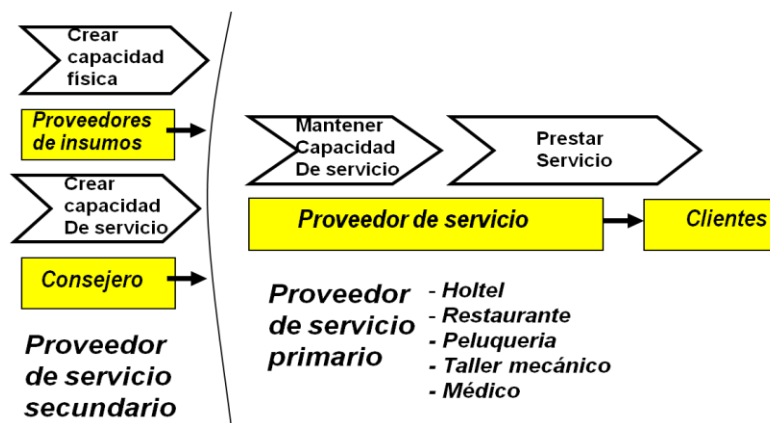 Crear
capacidad
física
Proveedores
de insumos
Crear
capacidad
De servicio
Consejero
Proveedor
de servicio
secundario
Mantener
Capacidad
De servicio
Prestar
Servicio
Proveedor de servicio
Clientes
Proveedor
de servicio
primario
- Holtel
- Restaurante
- Peluqueria
- Taller mecánico
- Médico